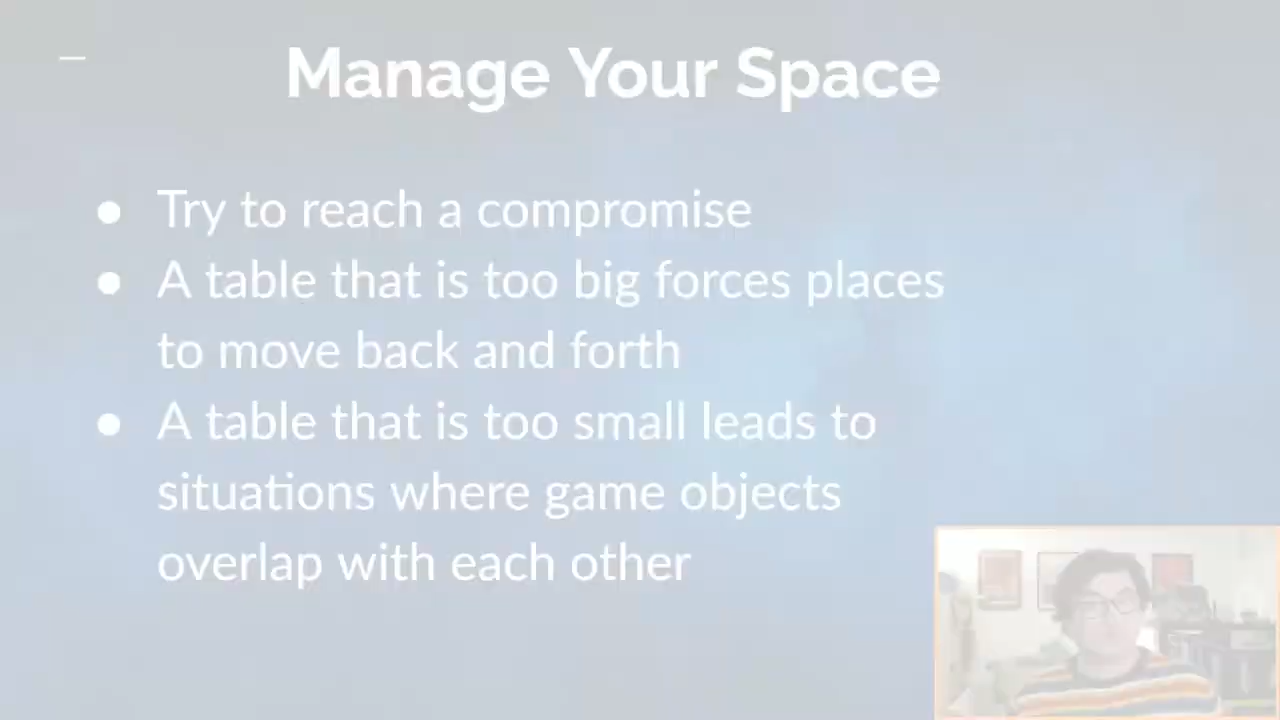 Manage Your Space
● Try to reach a compromise
● A table that is too big forces places
to move back and forth
● A table that is too small leads to
situations where game objects
overlap with each other